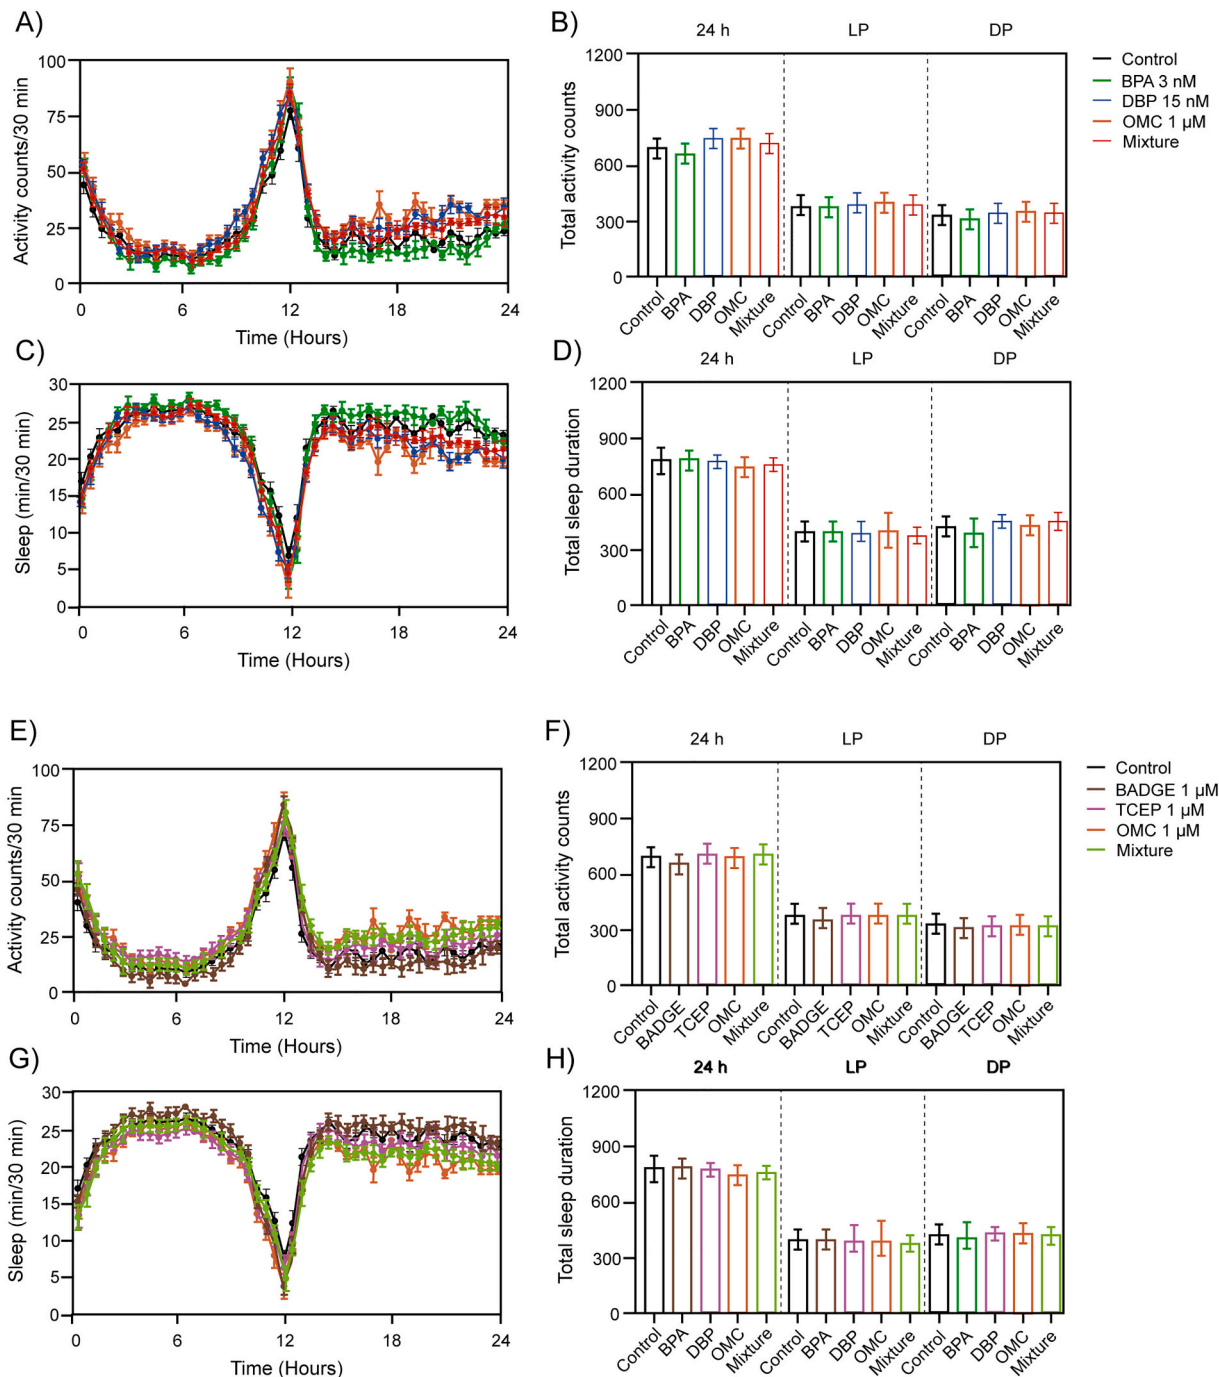 A)
Activity counts/30 min
100
75
50
25
0
0 6 12 18 24
Time (Hours)
B)
24 h LP DP
Total activity counts
1200
900
600
300
0
Control BPA DBP OMC Mixture Control BPA DBP OMC Mixture Control BPA DBP OMC Mixture
Control
BPA 3 nM
DBP 15 nM
OMC 1 µM
Mixture
C)
Sleep (min/30 min)
30
25
20
15
10
5
0
0 6 12 18 24
Time (Hours)
D)
24 h LP DP
Total sleep duration
1200
900
600
300
0
Control BPA DBP OMC Mixture Control BPA DBP OMC Mixture Control BPA DBP OMC Mixture
E)
Activity counts/30 min
100
75
50
25
0
0 6 12 18 24
Time (Hours)
F)
24 h LP DP
Total activity counts
1200
900
600
300
0
Control BADGE TCEP OMC Mixture Control BADGE TCEP OMC Mixture Control BADGE TCEP OMC Mixture
Control
BADGE 1 µM
TCEP 1 µM
OMC 1 µM
Mixture
G)
Sleep (min/30 min)
30
25
20
15
10
5
0
0 6 12 18 24
Time (Hours)
H)
24 h LP DP
Total sleep duration
1200
900
600
300
0
Control BPA DBP OMC Mixture Control BPA DBP OMC Mixture Control BPA DBP OMC Mixture